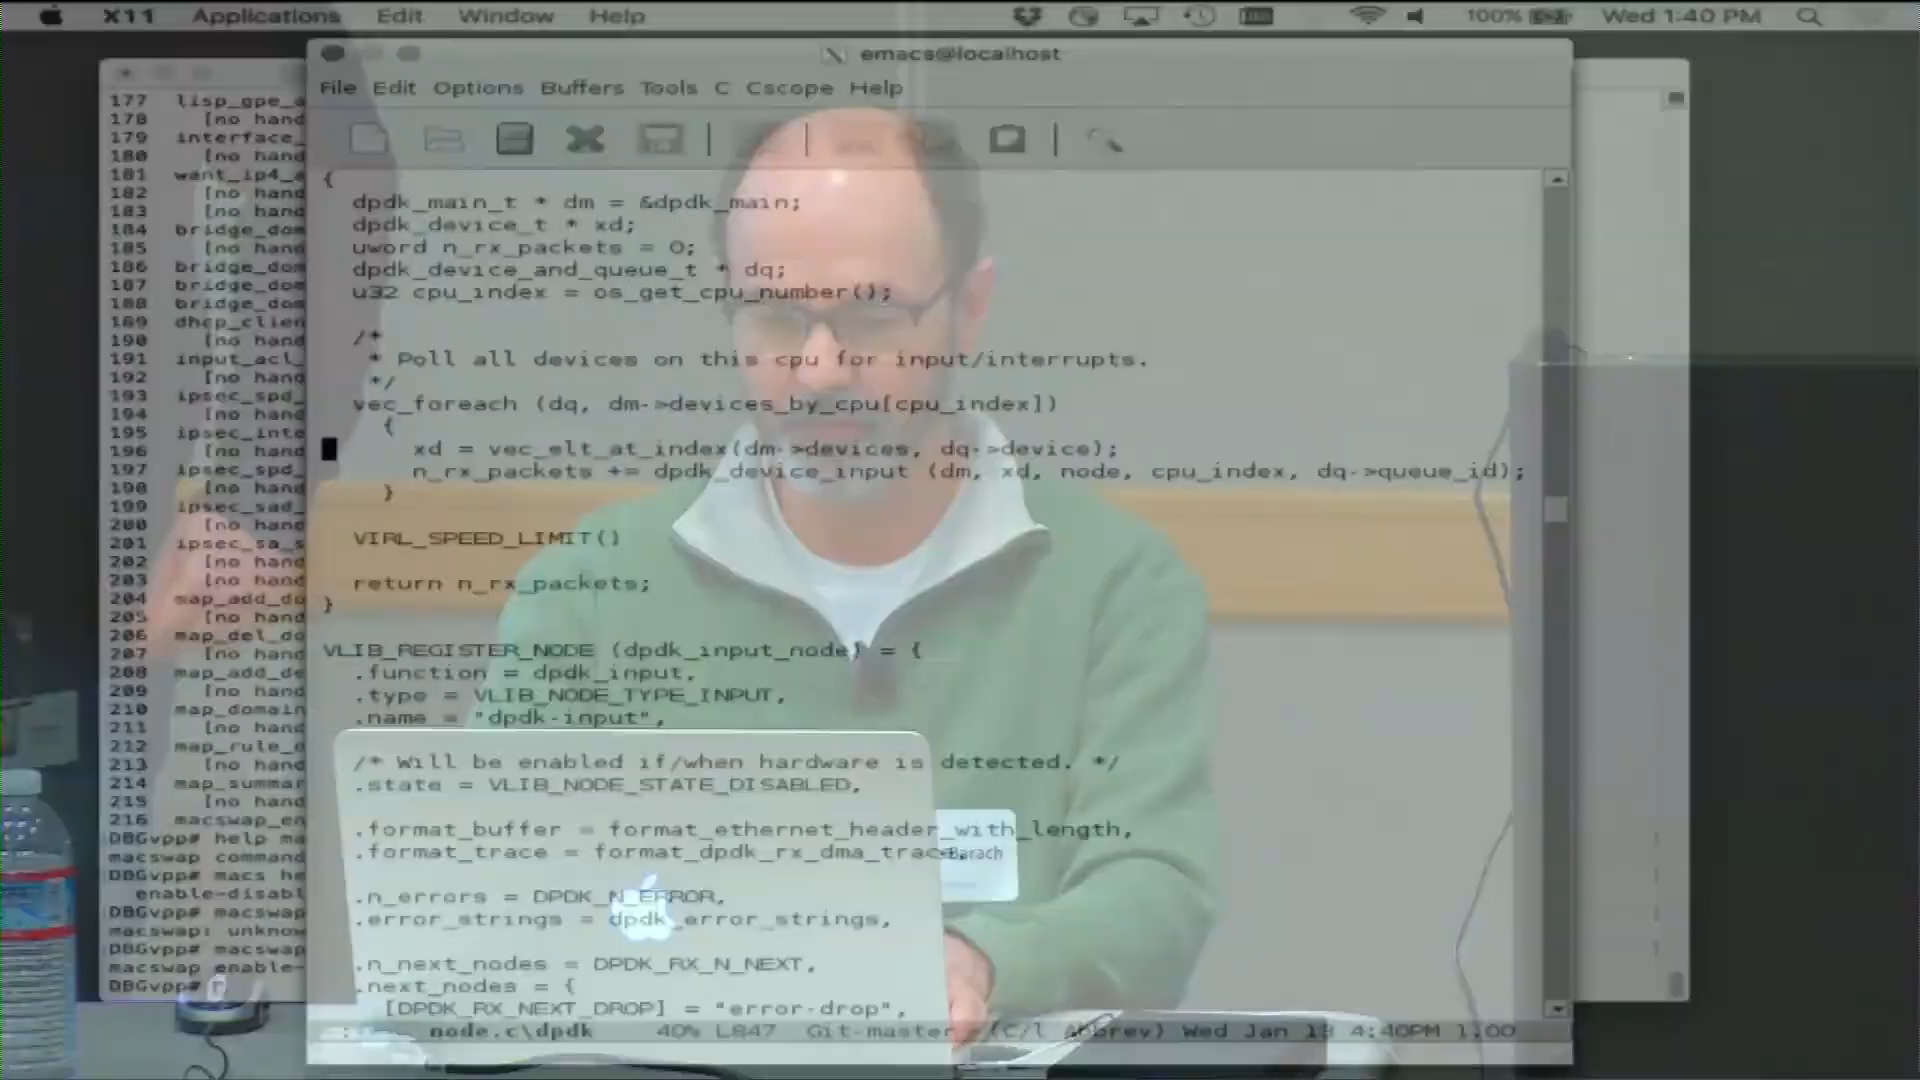 X11 Applications Edit Window Help 100% Wed 1:40 PM
emacs@localhost
File Edit Options Buffers Tools C Cscope Help
177 lisp_gpe_a
178 [no hand
179 interface_
180 [no hand
181 want_ip4_a
182 [no hand
183 [no hand
184 bridge_dom
185 [no hand
186 bridge_dom
187 bridge_dom
188 bridge_dom
189 dhcp_clien
190 [no hand
191 input_acl_
192 [no hand
193 ipsec_spd_
194 [no hand
195 ipsec_inte
196 [no hand
197 ipsec_spd_
198 [no hand
199 ipsec_sad_
200 [no hand
201 ipsec_sa_s
202 [no hand
203 [no hand
204 map_add_do
205 [no hand
206 map_del_do
207 [no hand
208 map_add_de
209 [no hand
210 map_domain
211 [no hand
212 map_rule_d
213 [no hand
214 map_summar
215 [no hand
216 macswap_en
DBGvpp# help ma
macswap command
DBGvpp# macs he
enable-disabl
DBGvpp# macswap
macswap: unknow
DBGvpp# macswap
macswap enable-
DBGvpp# r
{
dpdk_main_t * dm = &dpdk_main;
dpdk_device_t * xd;
uword n_rx_packets = 0;
dpdk_device_and_queue_t * dq;
u32 cpu_index = os_get_cpu_number();
/*
* Poll all devices on this cpu for input/interrupts.
*/
vec_foreach (dq, dm->devices_by_cpu[cpu_index])
{
xd = vec_elt_at_index(dm->devices, dq->device);
n_rx_packets += dpdk_device_input (dm, xd, node, cpu_index, dq->queue_id);
}
VIRL_SPEED_LIMIT()
return n_rx_packets;
}
VLIB_REGISTER_NODE (dpdk_input_node) = {
.function = dpdk_input,
.type = VLIB_NODE_TYPE_INPUT,
.name = "dpdk-input",
/* Will be enabled if/when hardware is detected. */
.state = VLIB_NODE_STATE_DISABLED,
.format_buffer = format_ethernet_header_with_length,
.format_trace = format_dpdk_rx_dma_trace,
Barach
.n_errors = DPDK_N_ERROR,
.error_strings = dpdk_error_strings,
.n_next_nodes = DPDK_RX_N_NEXT,
.next_nodes = {
[DPDK_RX_NEXT_DROP] = "error-drop",
node.c\dpdk 40% L847 Git-master (C/l Abbrev) Wed Jan 13 4:40PM 1.00